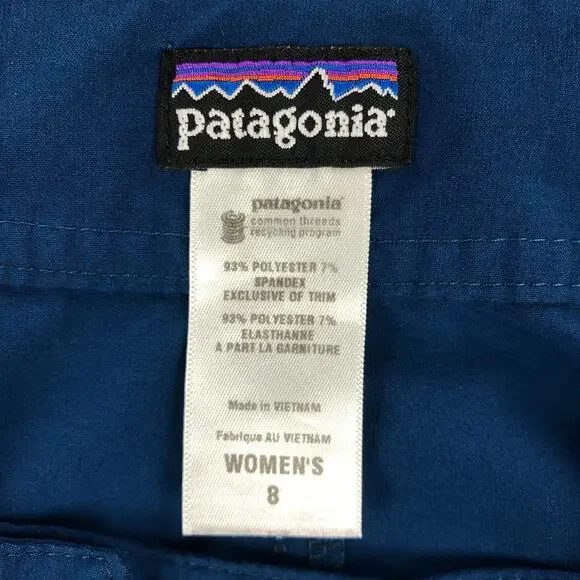 patagonia®
patagonia®
common threads
recycling program
93% POLYESTER 7%
SPANDEX
EXCLUSIVE OF TRIM
93% POLYESTER 7%
ELASTHANNE
A PART LA GARNITURE
Made in VIETNAM
Fabrique AU VIETNAM
WOMEN'S
8